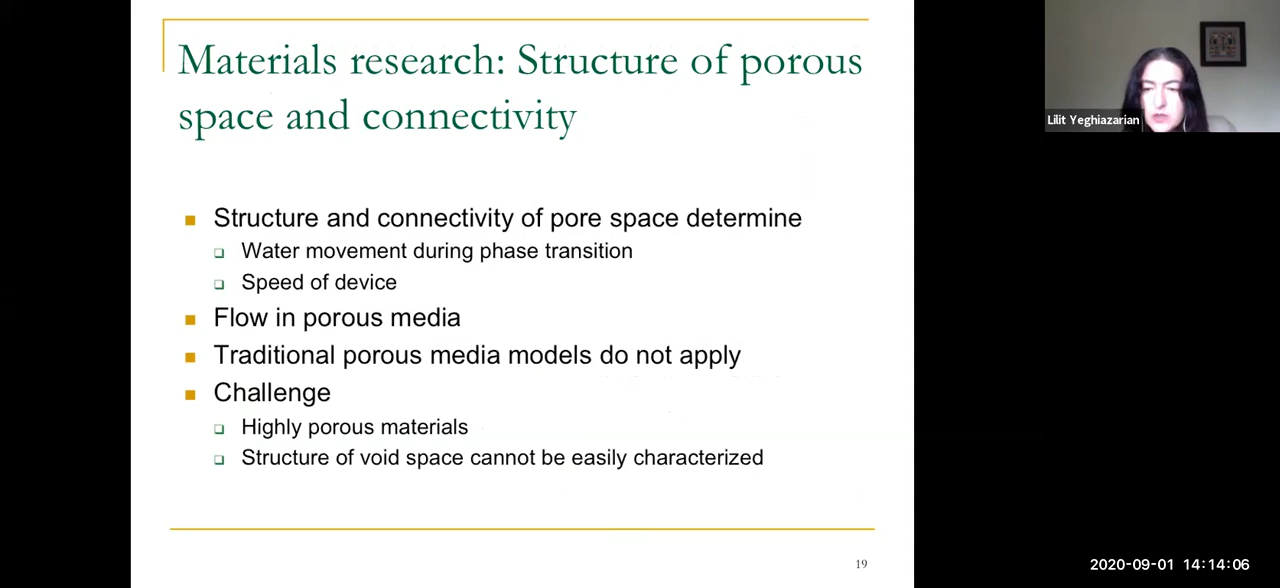 Materials research: Structure of porous
space and connectivity
Structure and connectivity of pore space determine
Water movement during phase transition
Speed of device
Flow in porous media
Traditional porous media models do not apply
Challenge
Highly porous materials
Structure of void space cannot be easily characterized
19
Lilit Yeghiazarian
2020-09-01 14:14:06